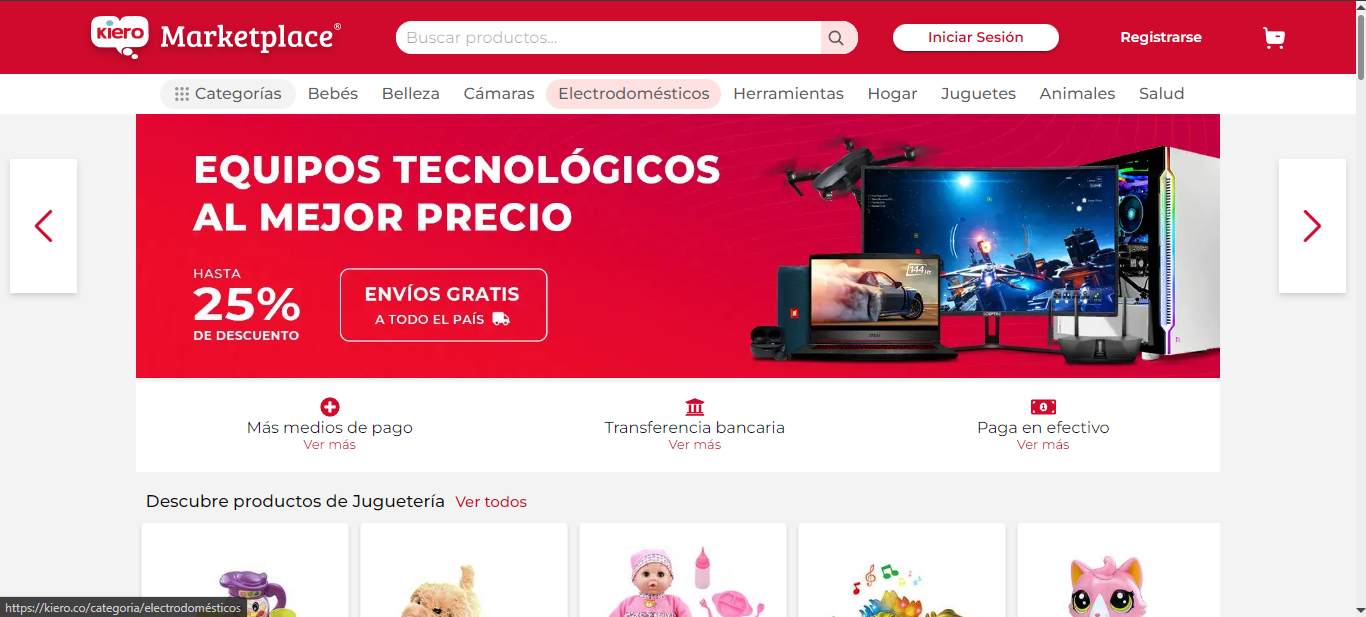 kiero Marketplace®
Buscar productos...
Iniciar Sesión
Registrarse
Categorías
Bebés
Belleza
Cámaras
Electrodomésticos
Herramientas
Hogar
Juguetes
Animales
Salud
EQUIPOS TECNOLÓGICOS
AL MEJOR PRECIO
HASTA
25%
DE DESCUENTO
ENVÍOS GRATIS
A TODO EL PAÍS
144Hz
Más medios de pago
Ver más
Transferencia bancaria
Ver más
Paga en efectivo
Ver más
Descubre productos de Juguetería Ver todos
https://kiero.co/categoria/electrodomésticos